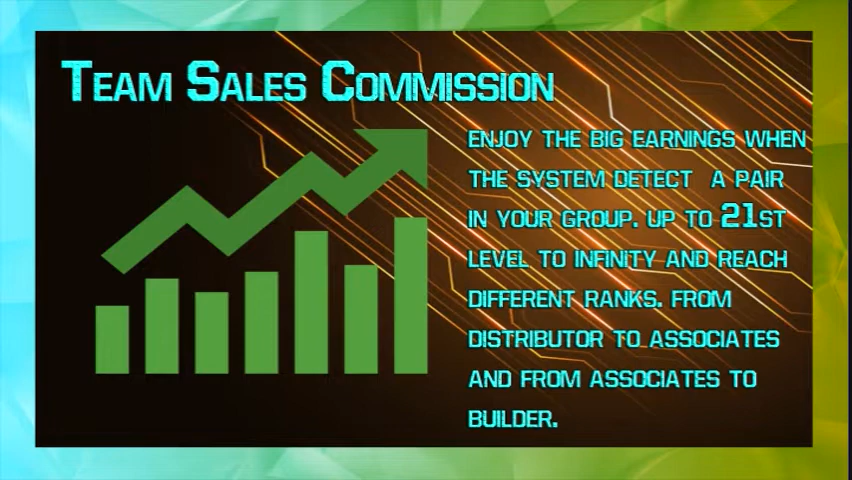 Team Sales Commission
ENJOY THE BIG EARNINGS WHEN
THE SYSTEM DETECT A PAIR
IN YOUR GROUP. UP TO 21ST
LEVEL TO INFINITY AND REACH
DIFFERENT RANKS. FROM
DISTRIBUTOR TO ASSOCIATES
AND FROM ASSOCIATES TO
BUILDER.